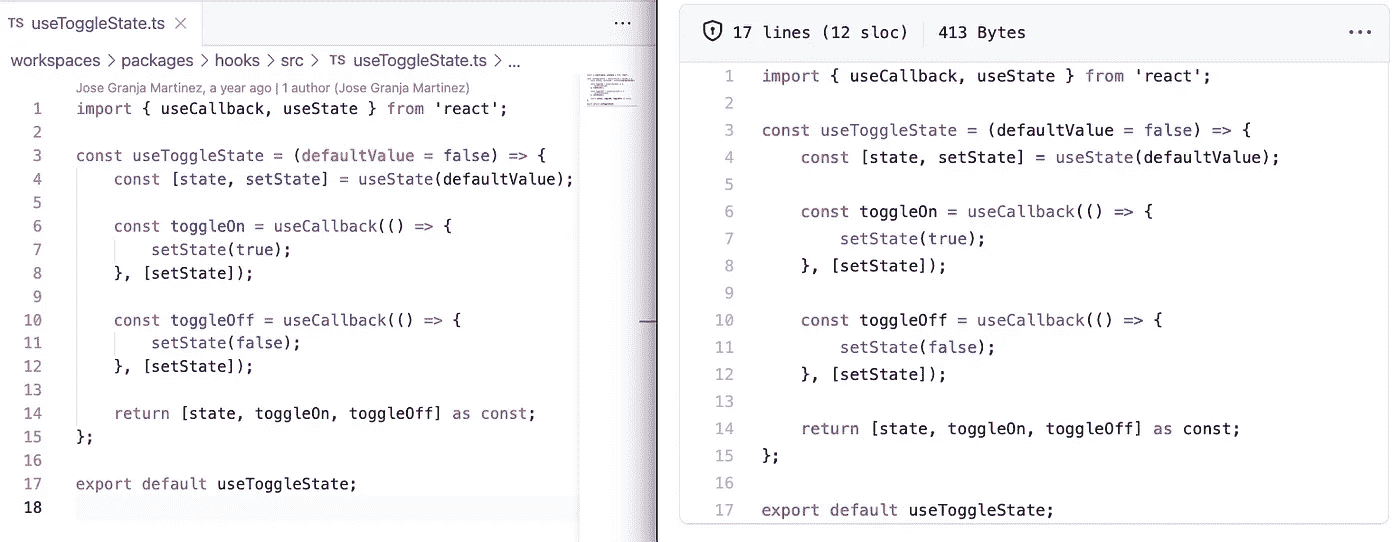 TS useToggleState.ts × ...
workspaces > packages > hooks > src > TS useToggleState.ts > ...
Jose Granja Martinez, a year ago | 1 author (Jose Granja Martinez)
1 import { useCallback, useState } from 'react';
2
3 const useToggleState = (defaultValue = false) => {
4     const [state, setState] = useState(defaultValue);
5
6     const toggleOn = useCallback(() => {
7         setState(true);
8     }, [setState]);
9
10     const toggleOff = useCallback(() => {
11         setState(false);
12     }, [setState]);
13
14     return [state, toggleOn, toggleOff] as const;
15 };
16
17 export default useToggleState;
18
17 lines (12 sloc) 413 Bytes ...
1 import { useCallback, useState } from 'react';
2
3 const useToggleState = (defaultValue = false) => {
4     const [state, setState] = useState(defaultValue);
5
6     const toggleOn = useCallback(() => {
7         setState(true);
8     }, [setState]);
9
10     const toggleOff = useCallback(() => {
11         setState(false);
12     }, [setState]);
13
14     return [state, toggleOn, toggleOff] as const;
15 };
16
17 export default useToggleState;